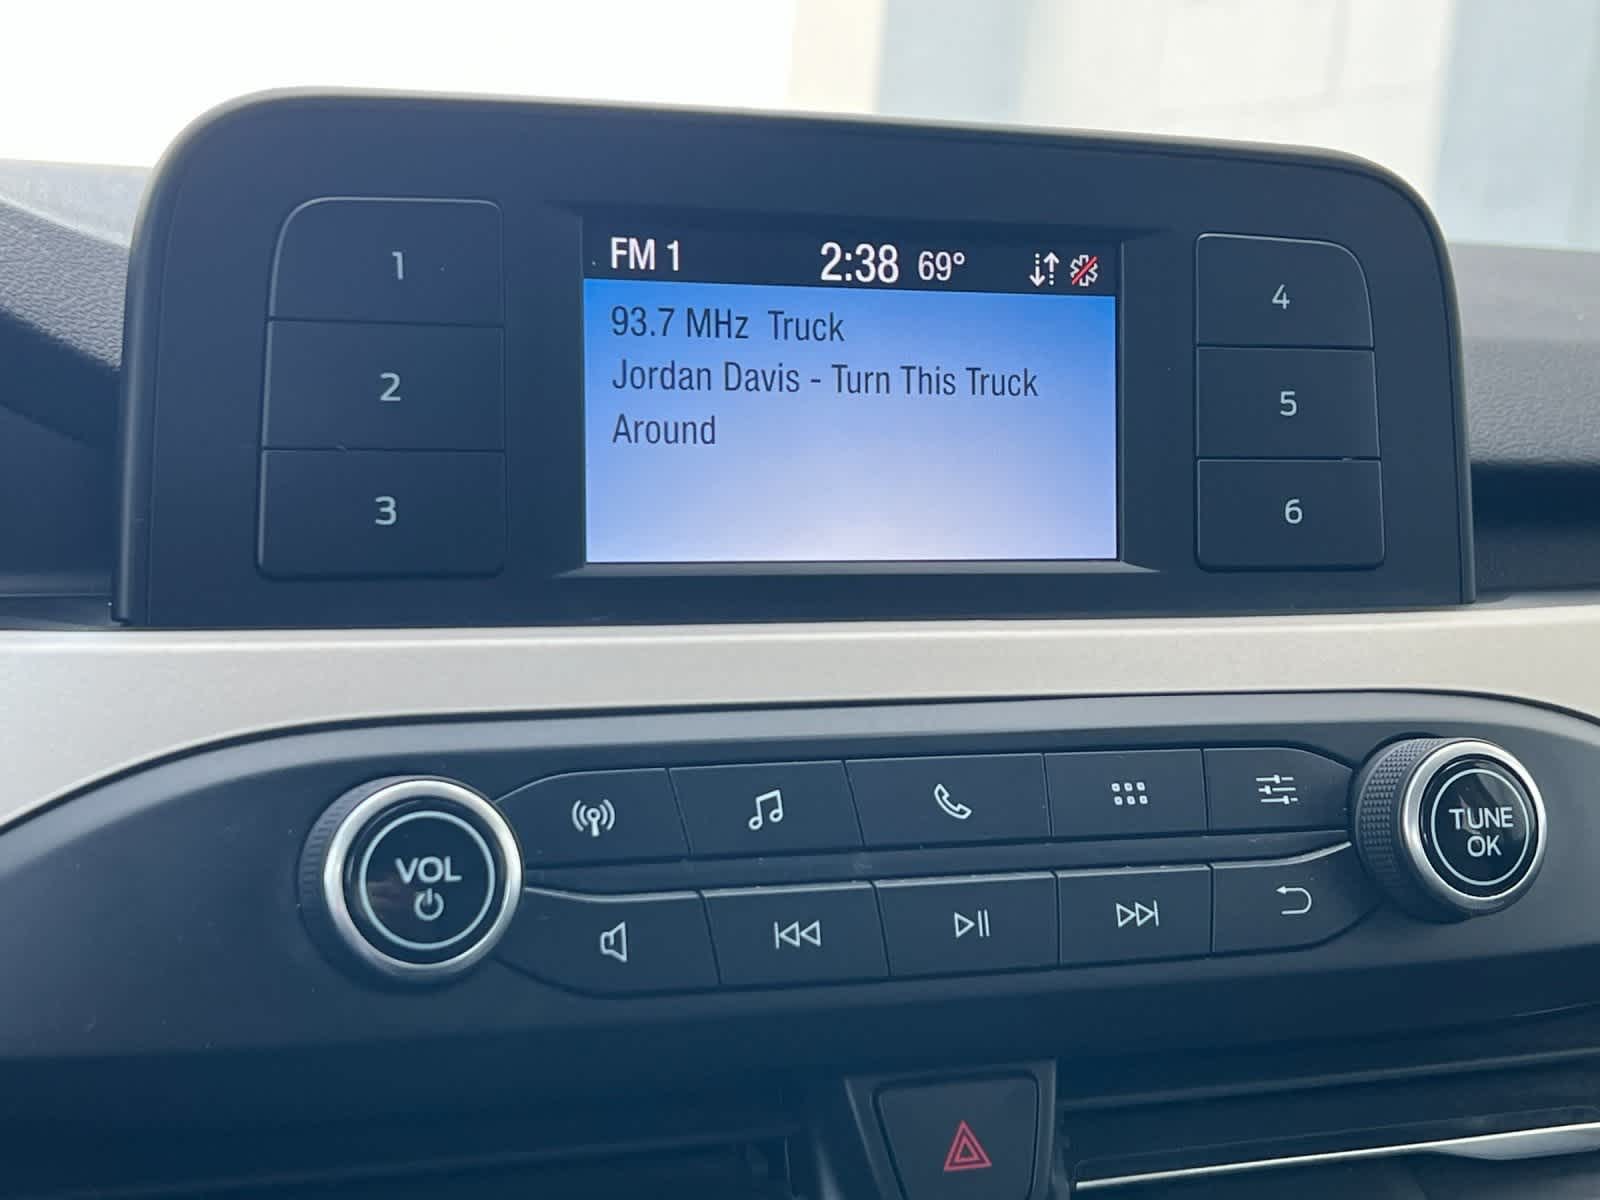 FM 1 2:38 69°
93.7 MHz Truck
Jordan Davis - Turn This Truck
Around
1
2
3
4
5
6
VOL
TUNE
OK